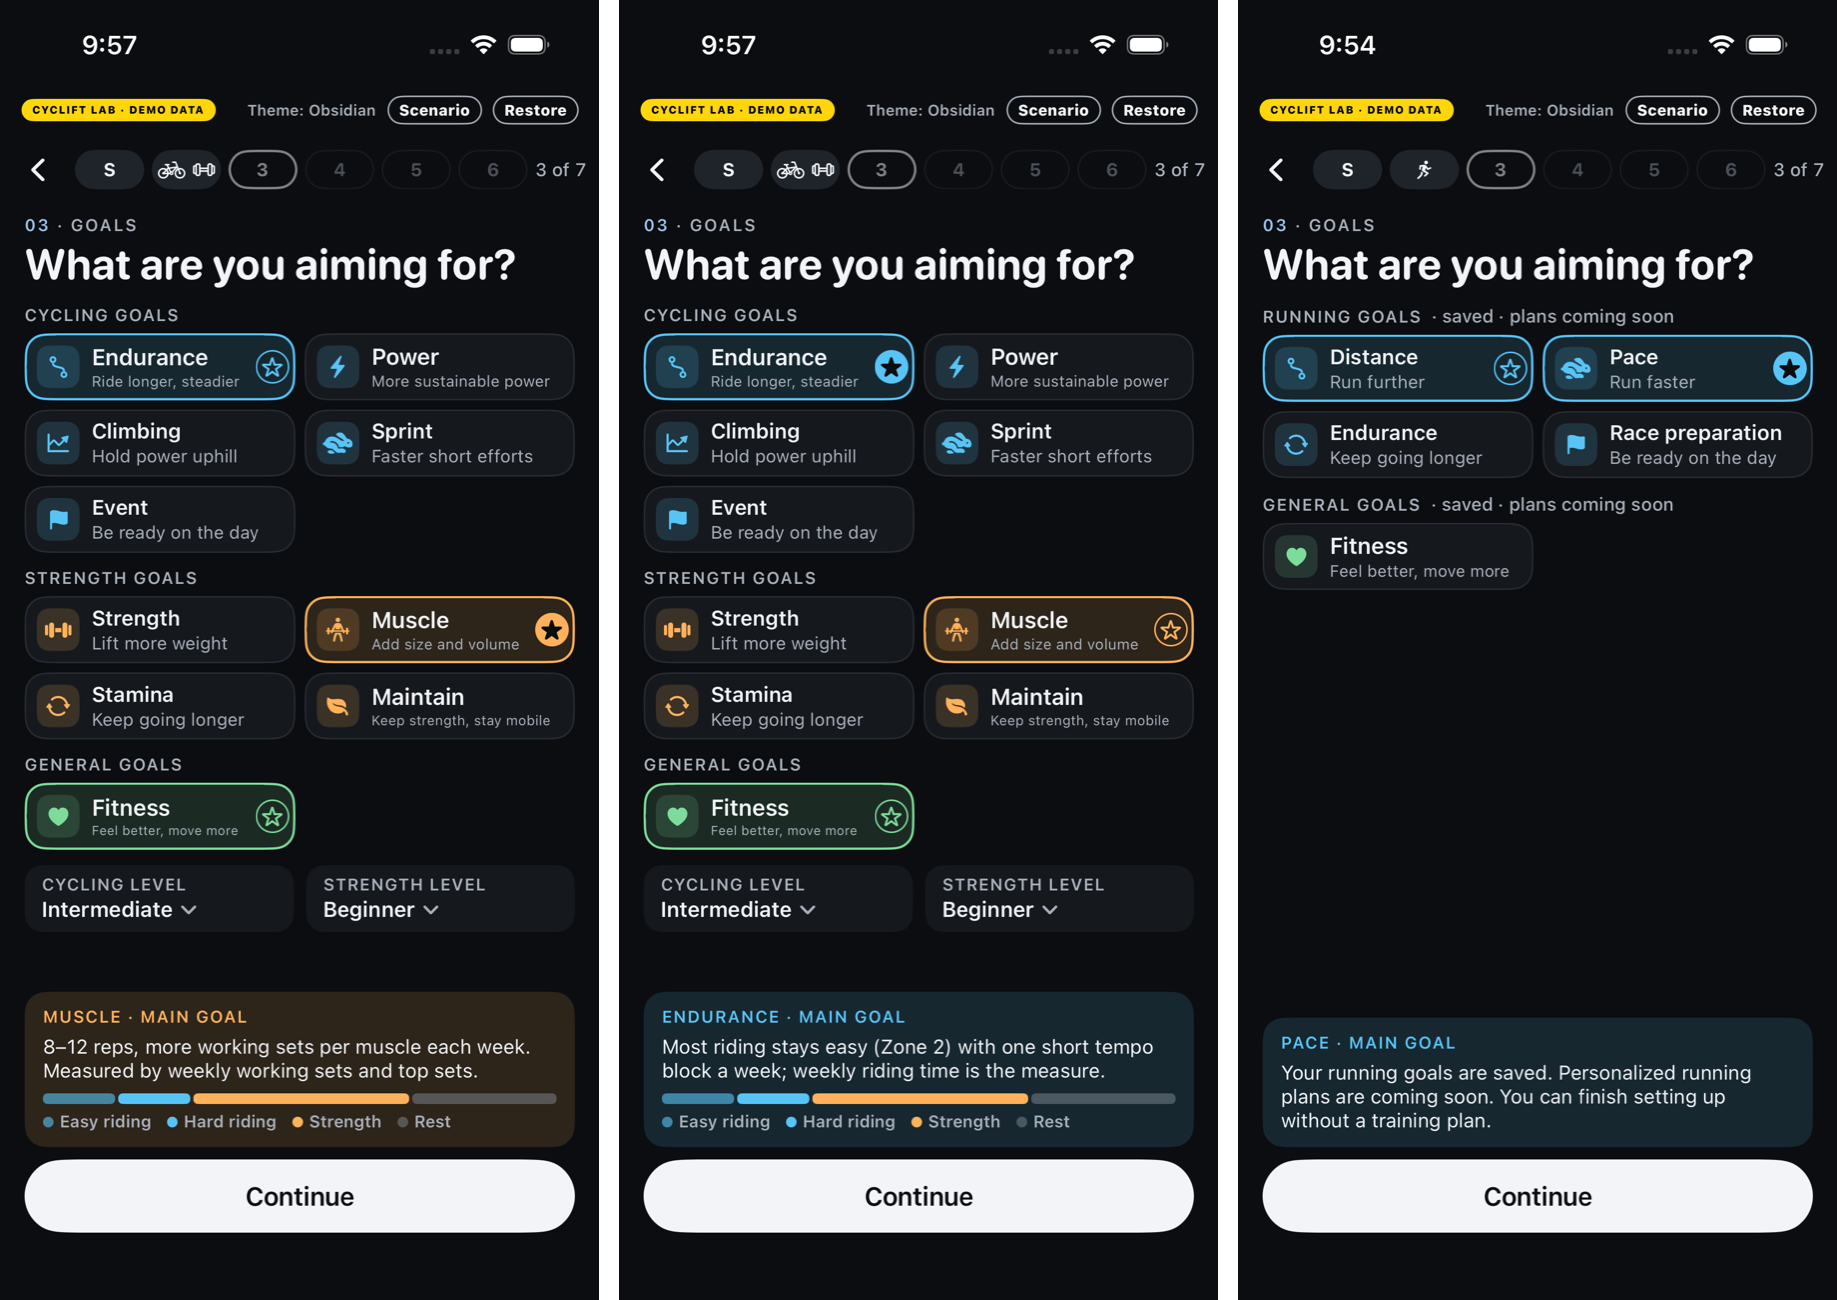 9:57
CYCLIFT LAB · DEMO DATA
Theme: Obsidian
Scenario
Restore
S
3
4
5
6
3 of 7
03 · GOALS
What are you aiming for?
CYCLING GOALS
Endurance
Ride longer, steadier
Power
More sustainable power
Climbing
Hold power uphill
Sprint
Faster short efforts
Event
Be ready on the day
STRENGTH GOALS
Strength
Lift more weight
Muscle
Add size and volume
Stamina
Keep going longer
Maintain
Keep strength, stay mobile
GENERAL GOALS
Fitness
Feel better, move more
CYCLING LEVEL
Intermediate
STRENGTH LEVEL
Beginner
MUSCLE · MAIN GOAL
8–12 reps, more working sets per muscle each week.
Measured by weekly working sets and top sets.
Easy riding
Hard riding
Strength
Rest
Continue
9:57
CYCLIFT LAB · DEMO DATA
Theme: Obsidian
Scenario
Restore
S
3
4
5
6
3 of 7
03 · GOALS
What are you aiming for?
CYCLING GOALS
Endurance
Ride longer, steadier
Power
More sustainable power
Climbing
Hold power uphill
Sprint
Faster short efforts
Event
Be ready on the day
STRENGTH GOALS
Strength
Lift more weight
Muscle
Add size and volume
Stamina
Keep going longer
Maintain
Keep strength, stay mobile
GENERAL GOALS
Fitness
Feel better, move more
CYCLING LEVEL
Intermediate
STRENGTH LEVEL
Beginner
ENDURANCE · MAIN GOAL
Most riding stays easy (Zone 2) with one short tempo
block a week; weekly riding time is the measure.
Easy riding
Hard riding
Strength
Rest
Continue
9:54
CYCLIFT LAB · DEMO DATA
Theme: Obsidian
Scenario
Restore
S
3
4
5
6
3 of 7
03 · GOALS
What are you aiming for?
RUNNING GOALS · saved · plans coming soon
Distance
Run further
Pace
Run faster
Endurance
Keep going longer
Race preparation
Be ready on the day
GENERAL GOALS · saved · plans coming soon
Fitness
Feel better, move more
PACE · MAIN GOAL
Your running goals are saved. Personalized running
plans are coming soon. You can finish setting up
without a training plan.
Continue